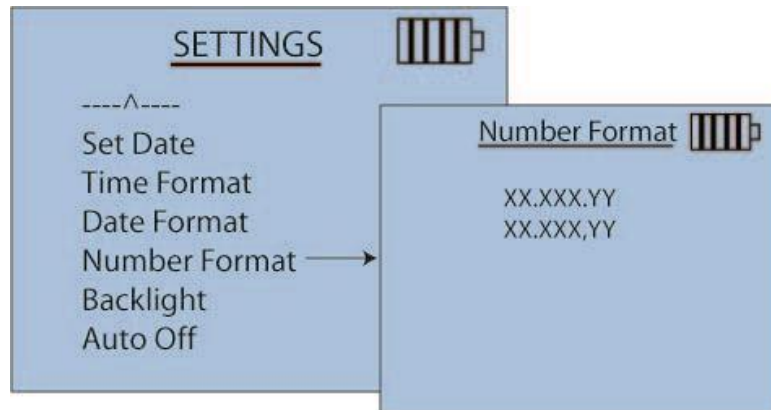 SETTINGS
----^----
Set Date
Time Format
Date Format
Number Format
Backlight
Auto Off
Number Format
XX.XXX.YY
XX.XXX,YY